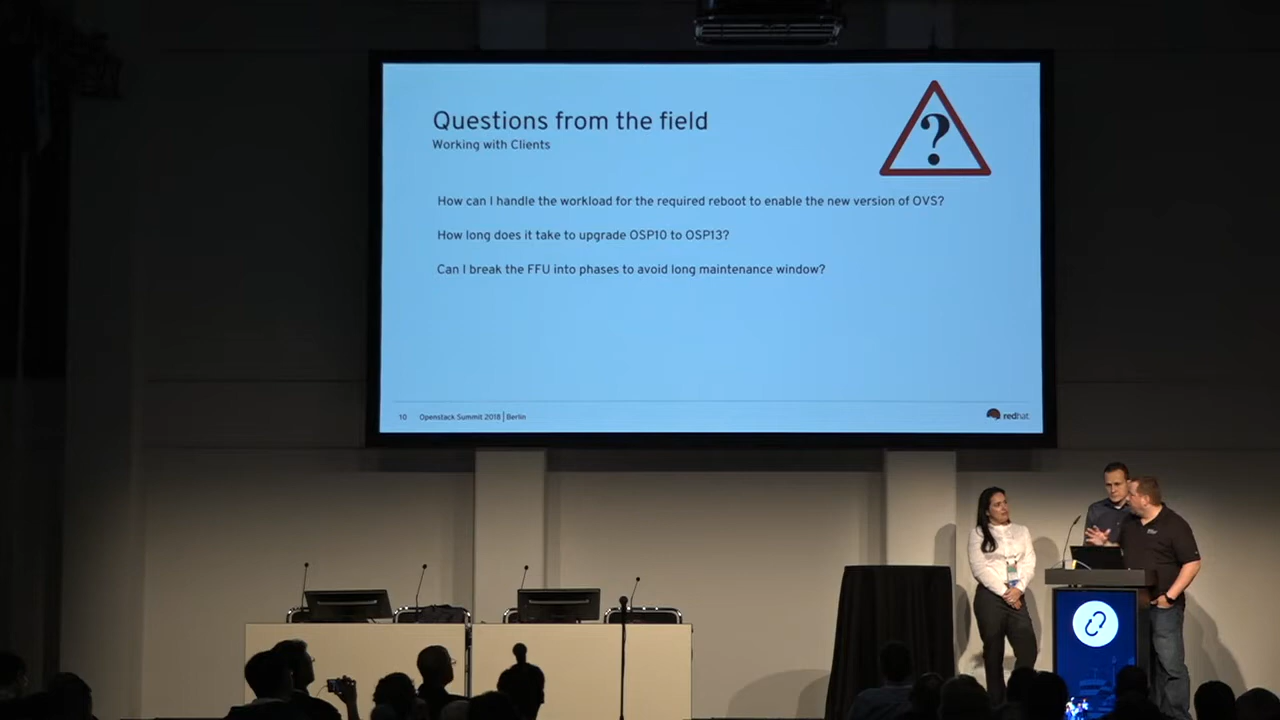 Questions from the field
Working with Clients
?
How can I handle the workload for the required reboot to enable the new version of OVS?
How long does it take to upgrade OSP10 to OSP13?
Can I break the FFU into phases to avoid long maintenance window?
10 Openstack Summit 2018 | Berlin
redhat.